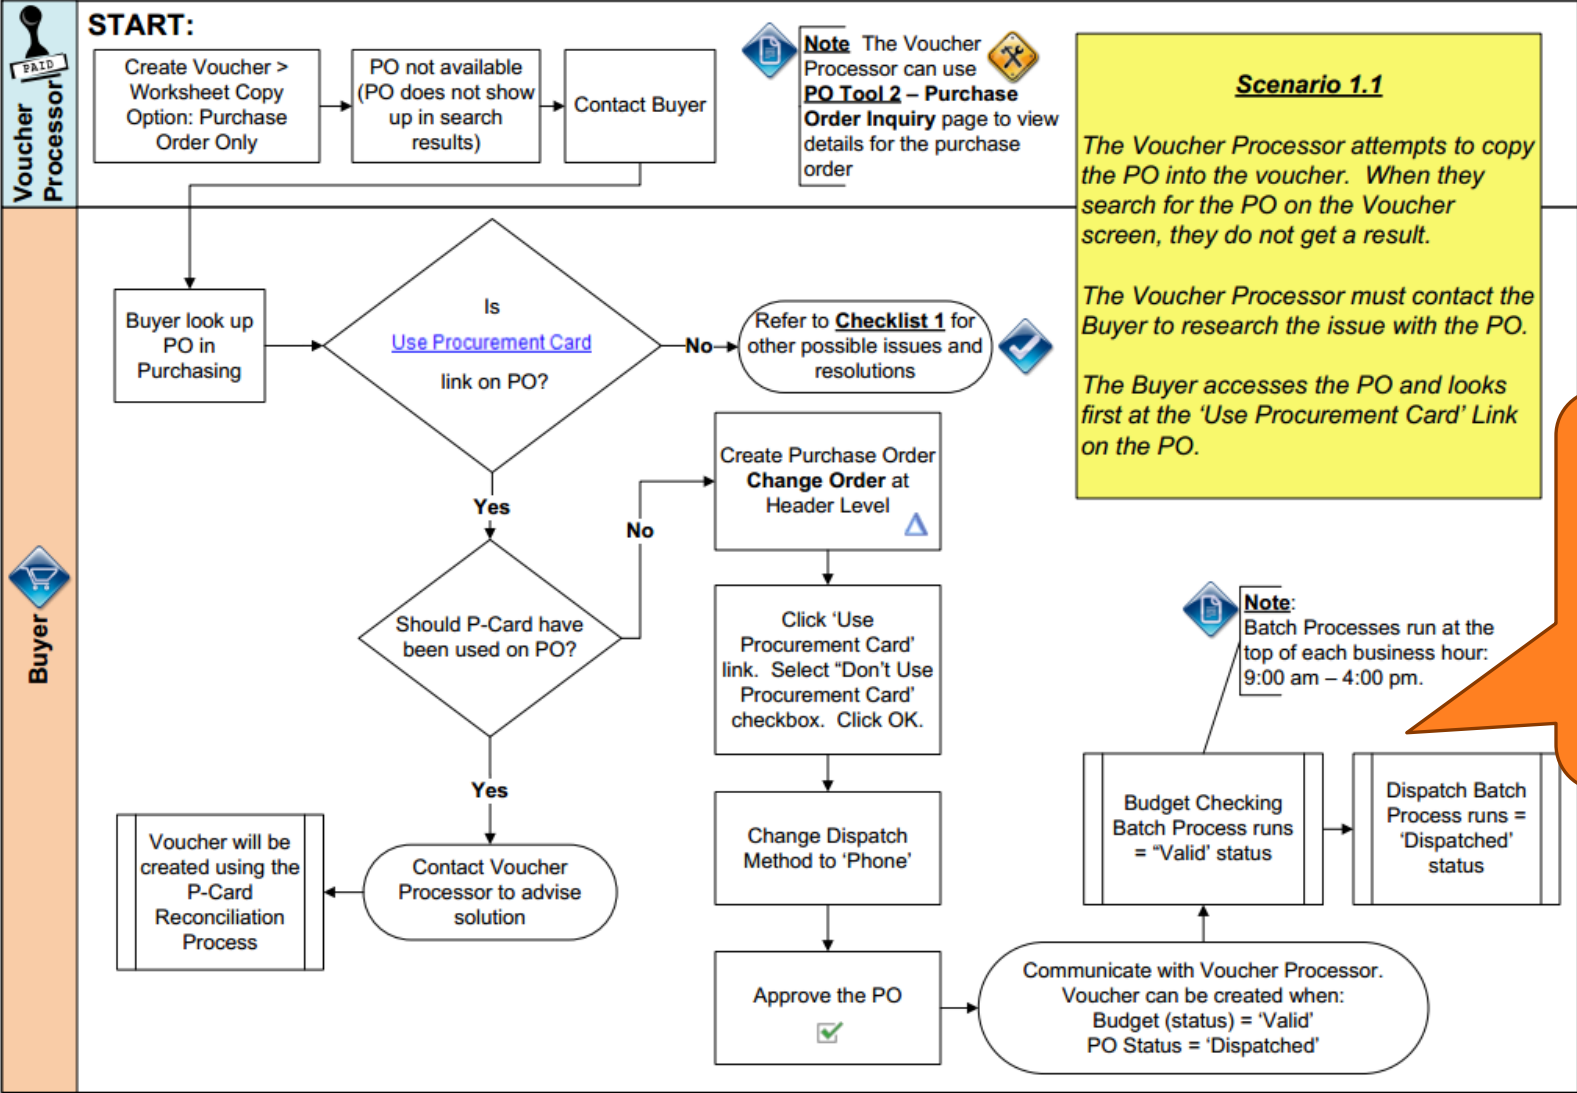 PAID
Voucher
Processor
START:
Create Voucher >
Worksheet Copy
Option: Purchase
Order Only
PO not available
(PO does not show
up in search
results)
Contact Buyer
Note The Voucher
Processor can use
PO Tool 2 – Purchase
Order Inquiry page to view
details for the purchase
order
Scenario 1.1
The Voucher Processor attempts to copy
the PO into the voucher. When they
search for the PO on the Voucher
screen, they do not get a result.
The Voucher Processor must contact the
Buyer to research the issue with the PO.
The Buyer accesses the PO and looks
first at the ‘Use Procurement Card’ Link
on the PO.
Buyer
Buyer look up
PO in
Purchasing
Is
Use Procurement Card
link on PO?
No
Refer to Checklist 1 for
other possible issues and
resolutions
Yes
Should P-Card have
been used on PO?
No
Create Purchase Order
Change Order at
Header Level
Click ‘Use
Procurement Card’
link. Select “Don’t Use
Procurement Card’
checkbox. Click OK.
Change Dispatch
Method to ‘Phone’
Approve the PO
Yes
Contact Voucher
Processor to advise
solution
Voucher will be
created using the
P-Card
Reconciliation
Process
Communicate with Voucher Processor.
Voucher can be created when:
Budget (status) = ‘Valid’
PO Status = ‘Dispatched’
Note:
Batch Processes run at the
top of each business hour:
9:00 am – 4:00 pm.
Budget Checking
Batch Process runs
= “Valid’ status
Dispatch Batch
Process runs =
‘Dispatched’
status